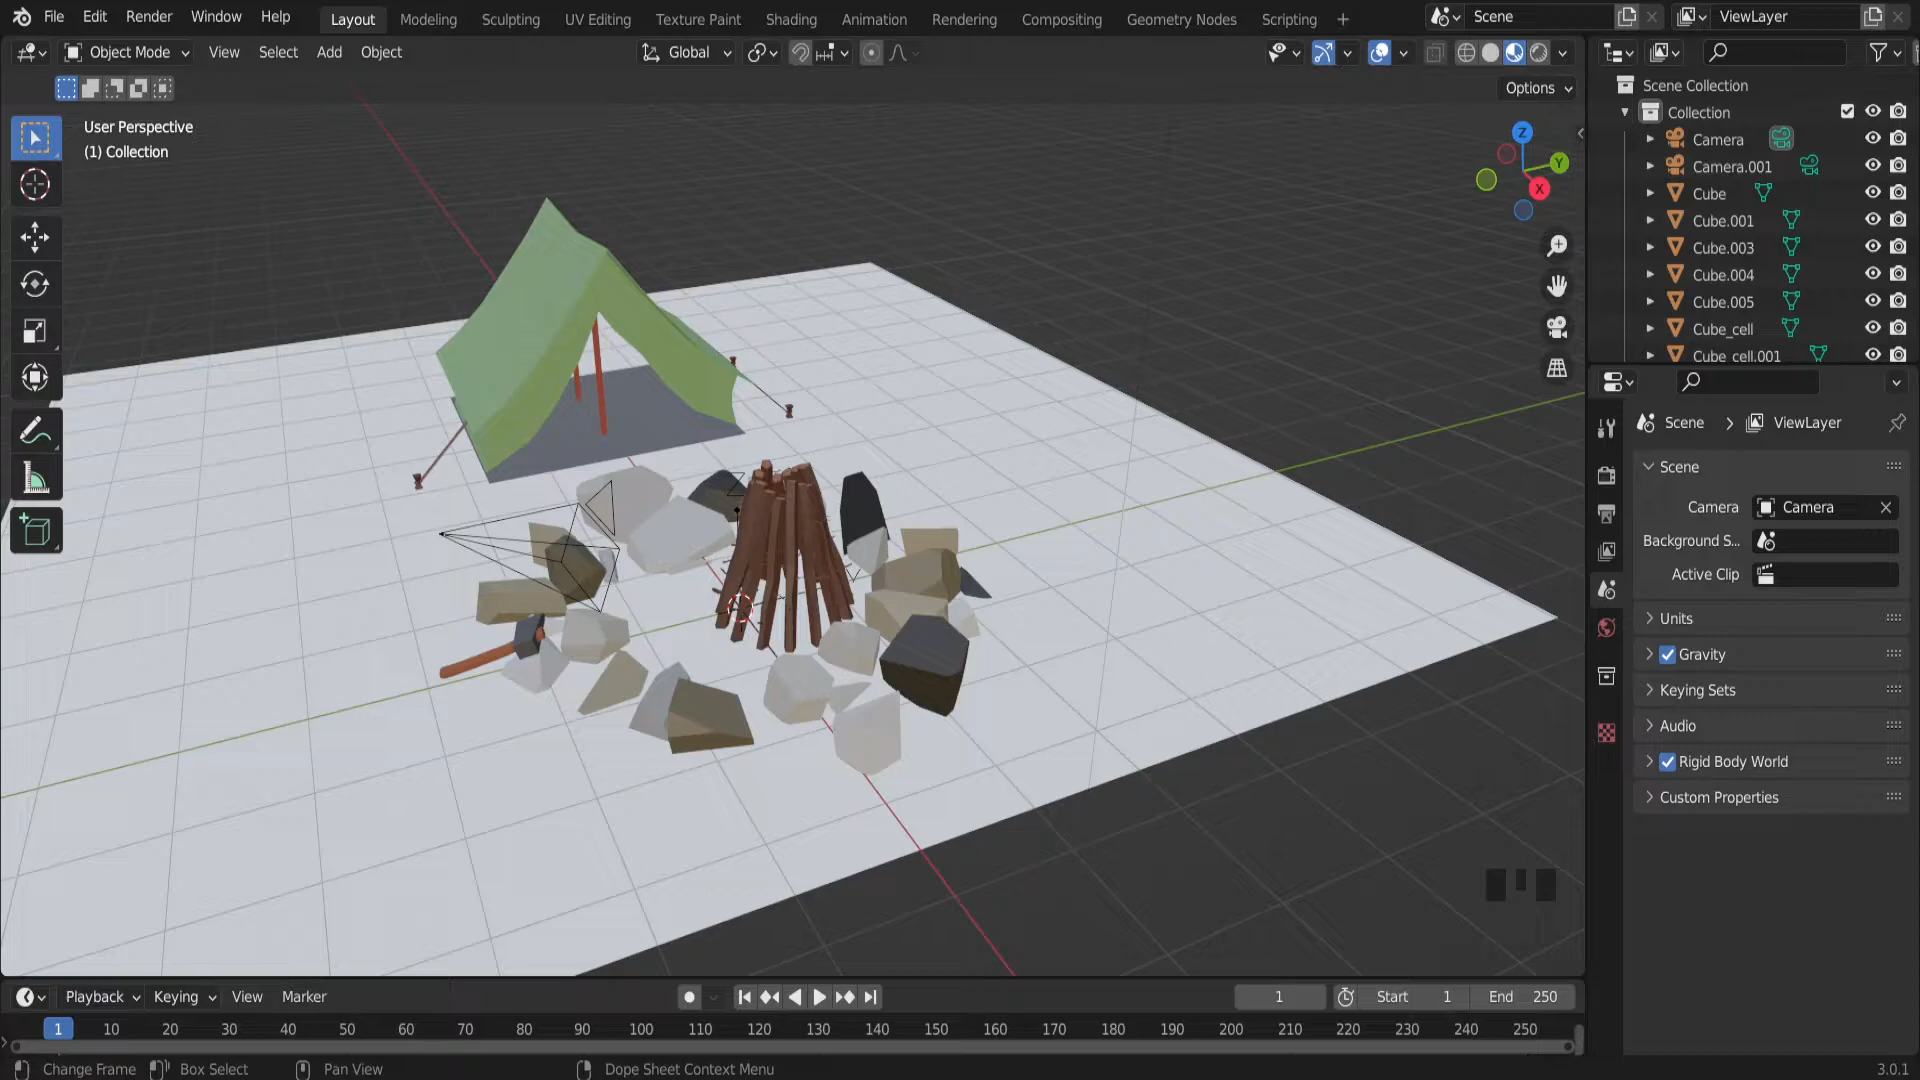 File Edit Render Window Help Layout Modeling Sculpting UV Editing Texture Paint Shading Animation Rendering Compositing Geometry Nodes Scripting + Scene ViewLayer
Object Mode View Select Add Object Global
Options
User Perspective
(1) Collection
Z
Y
X
Scene Collection
Collection
Camera
Camera.001
Cube
Cube.001
Cube.003
Cube.004
Cube.005
Cube_cell
Cube_cell.001
Scene > ViewLayer
Scene
Camera Camera
Background S...
Active Clip
Units
Gravity
Keying Sets
Audio
Rigid Body World
Custom Properties
Playback Keying View Marker 1 Start 1 End 250
1 10 20 30 40 50 60 70 80 90 100 110 120 130 140 150 160 170 180 190 200 210 220 230 240 250
Change Frame Box Select Pan View Dope Sheet Context Menu 3.0.1